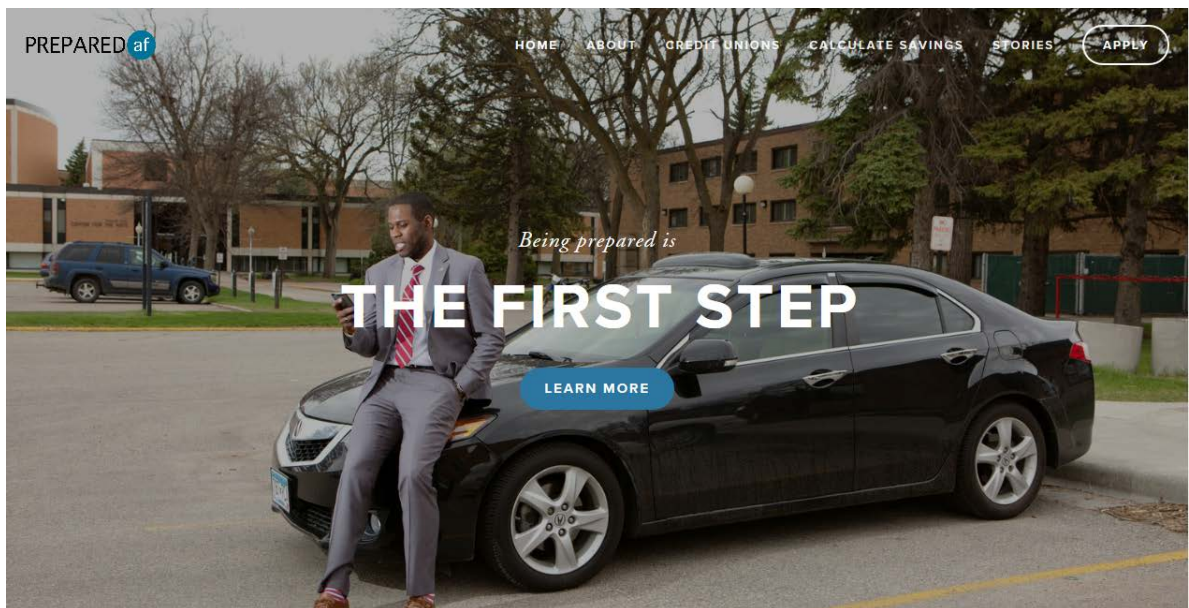 PREPARED af
HOME ABOUT CREDIT UNIONS CALCULATE SAVINGS STORIES APPLY
Being prepared is
THE FIRST STEP
LEARN MORE